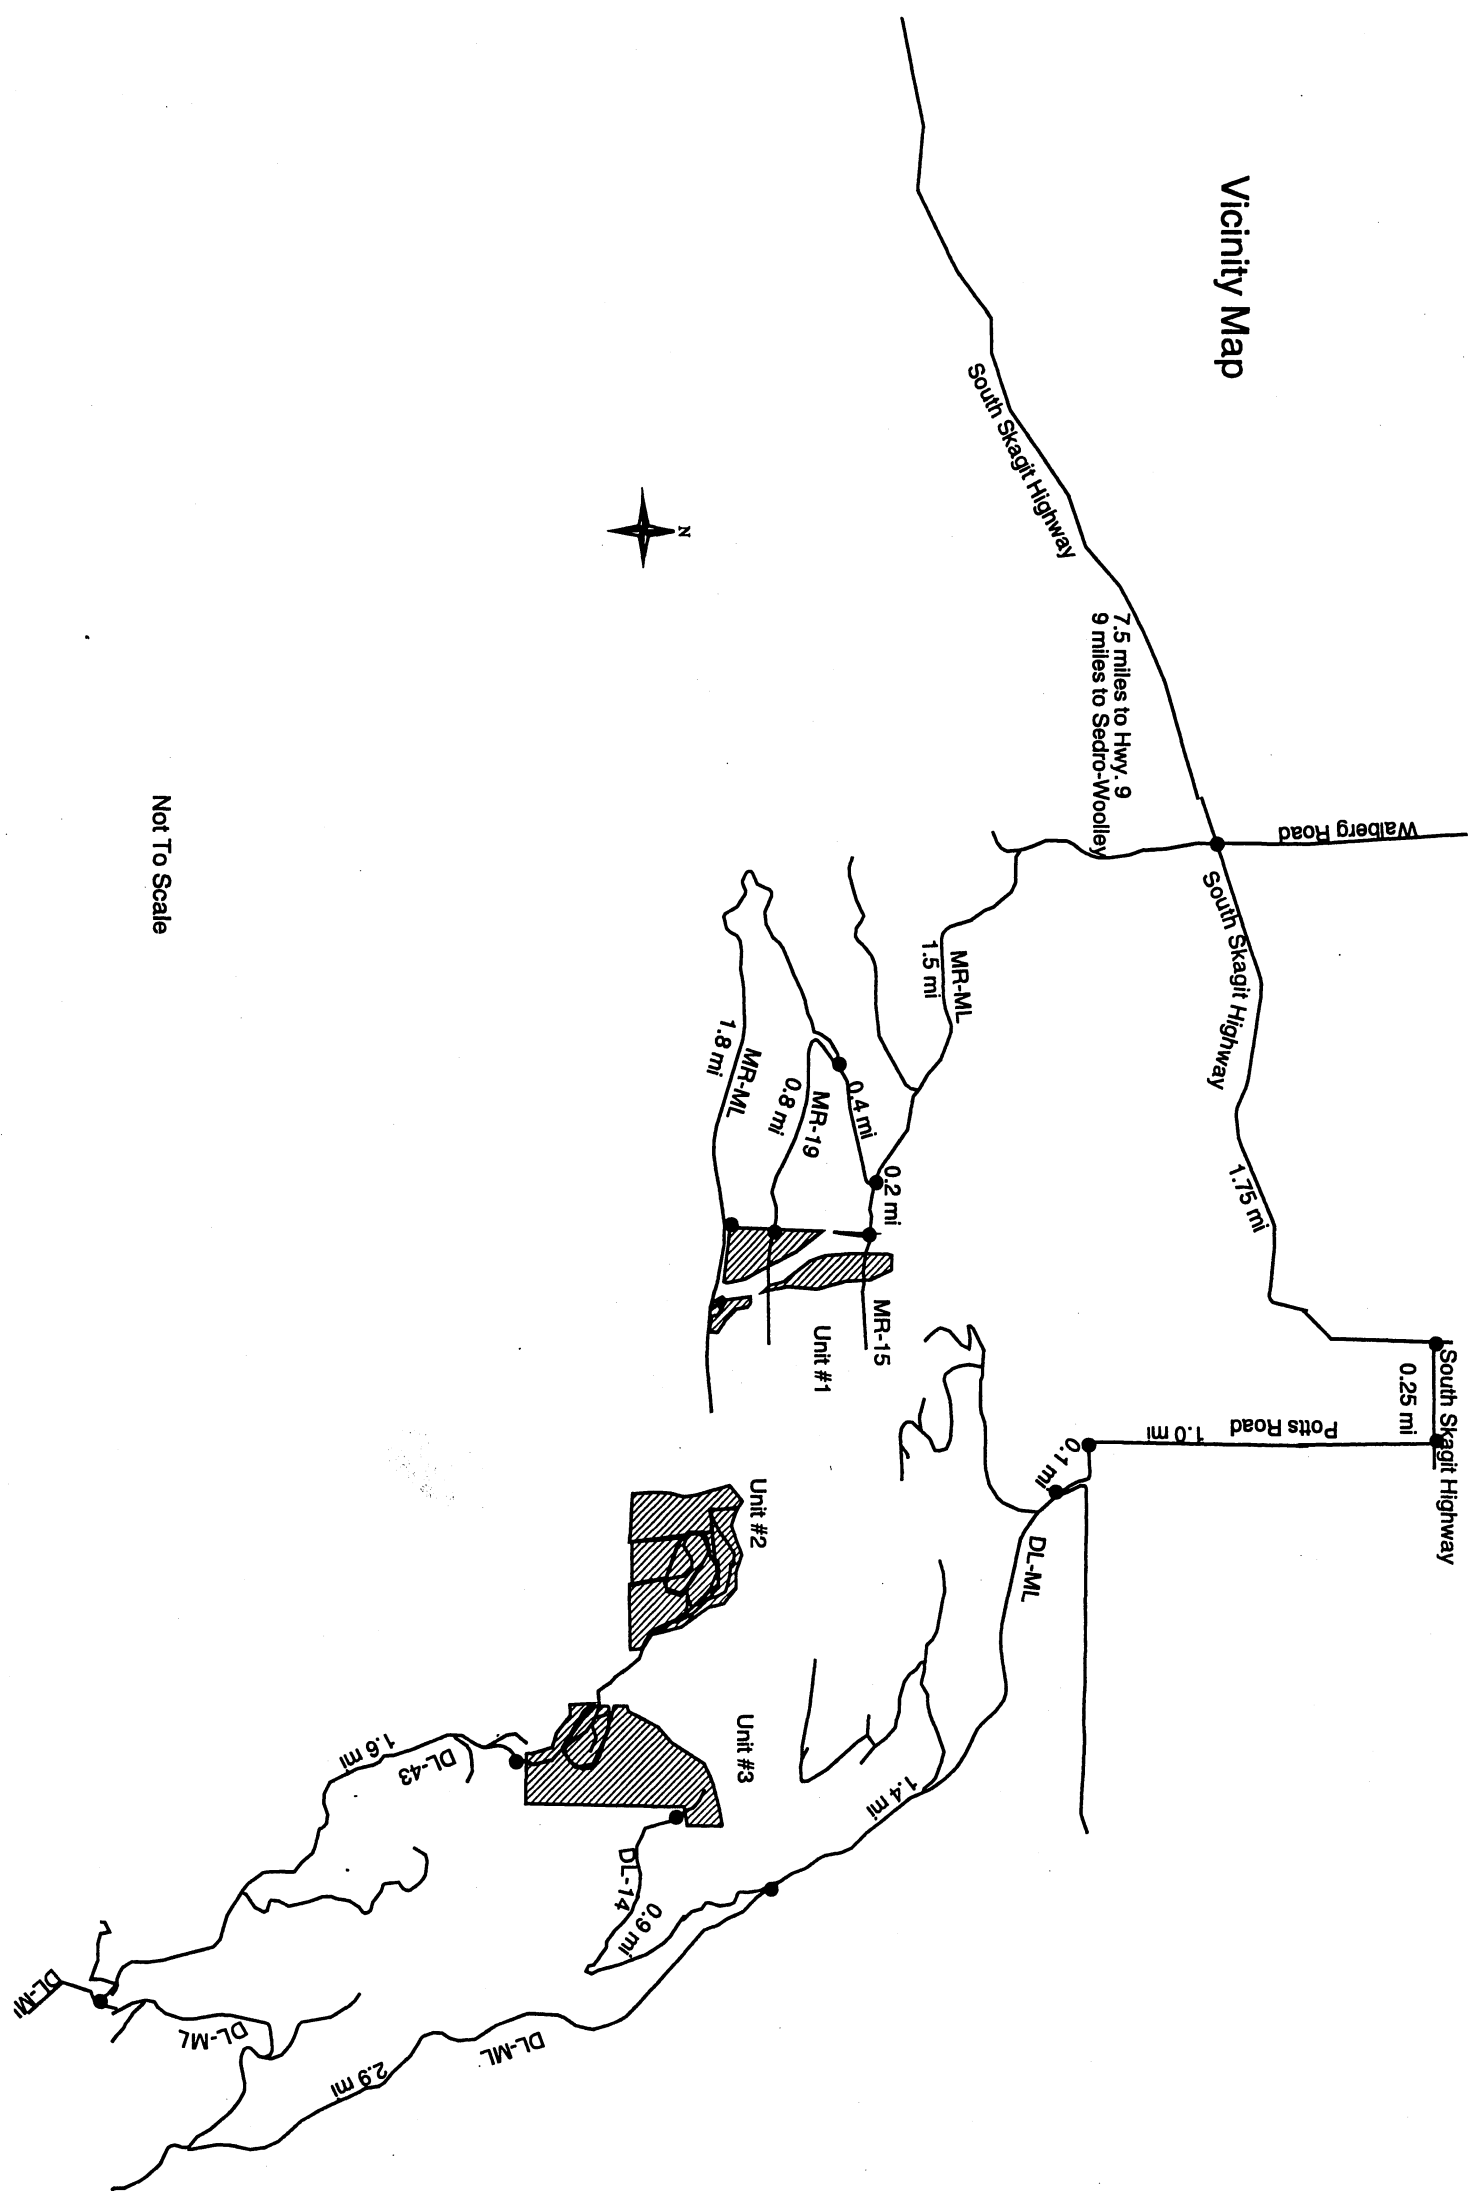 Vicinity Map
South Skagit Highway
7.5 miles to Hwy. 9
9 miles to Sedro-Woolley
Walberg Road
South Skagit Highway
1.75 mi
South Skagit Highway
0.25 mi
Potts Road 1.0 mi
0.1 mi
MR-ML
1.5 mi
0.2 mi
0.4 mi
MR-19
0.8 mi
MR-ML
1.8 mi
MR-15
Unit #1
N
DL-ML
1.4 mi
Unit #2
Unit #3
DL-14
0.9 mi
DL-43
1.6 mi
DL-ML
2.9 mi
DL-ML
DL-M
Not To Scale